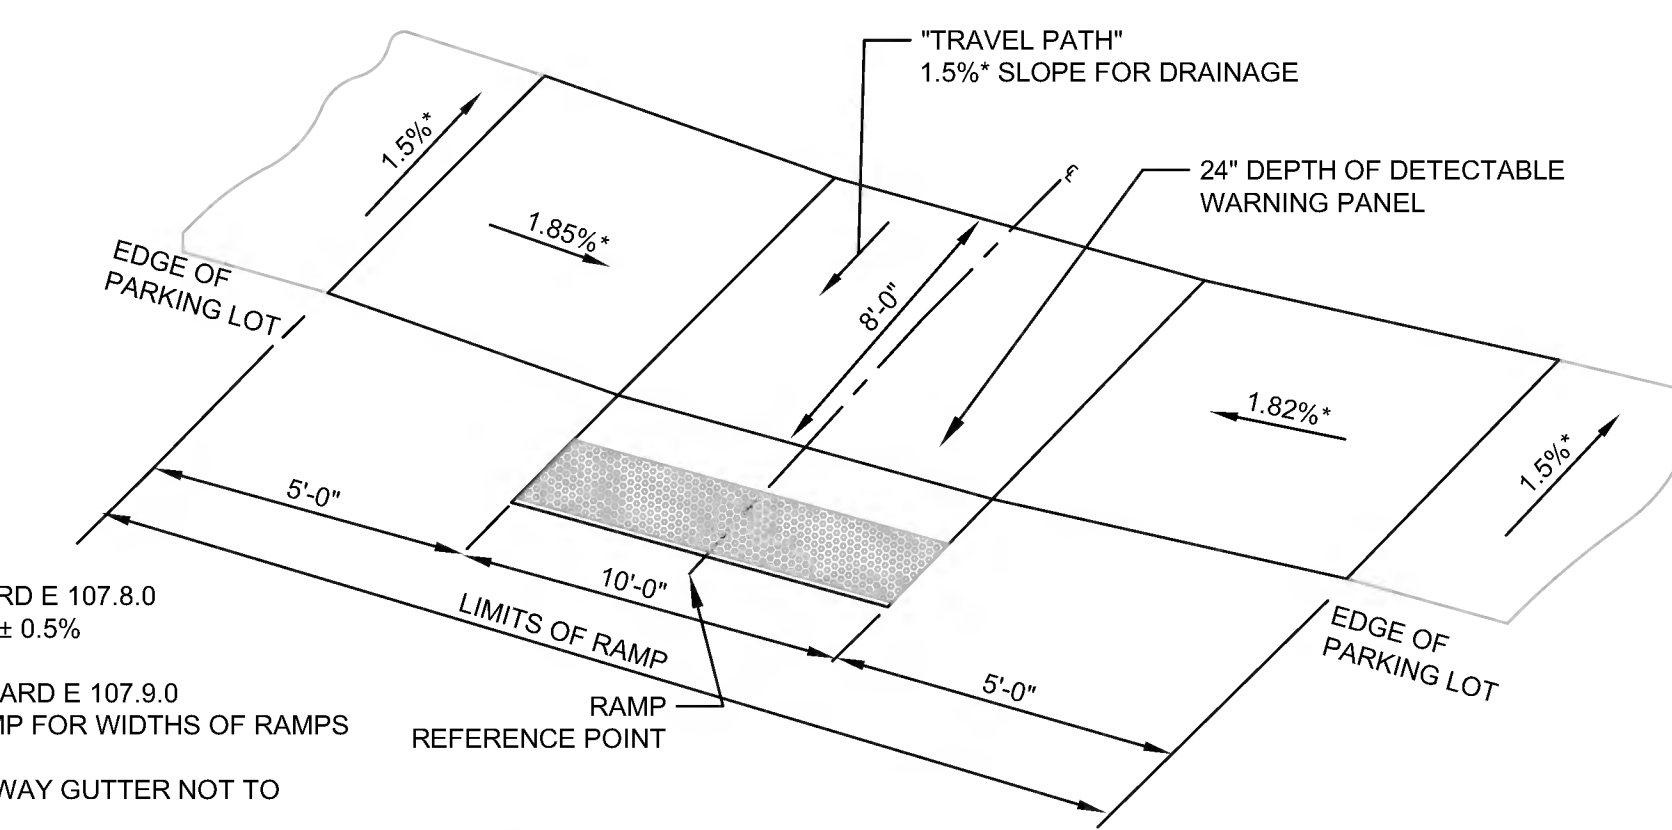 "TRAVEL PATH"
1.5%* SLOPE FOR DRAINAGE
1.5%*
℄
24" DEPTH OF DETECTABLE
WARNING PANEL
1.85%*
EDGE OF
PARKING LOT
8'-0"
1.82%*
1.5%*
5'-0"
10'-0"
LIMITS OF RAMP
5'-0"
EDGE OF
PARKING LOT
RD E 107.8.0
± 0.5%
ARD E 107.9.0
MP FOR WIDTHS OF RAMPS
RAMP
REFERENCE POINT
WAY GUTTER NOT TO